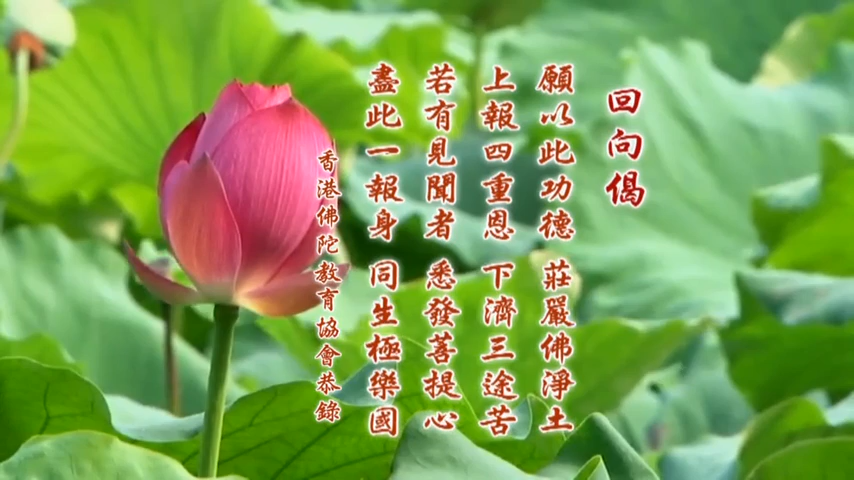 回向偈
願以此功德 莊嚴佛淨土
上報四重恩 下濟三途苦
若有見聞者 悉發菩提心
盡此一報身 同生極樂國
香港佛陀教育協會恭錄